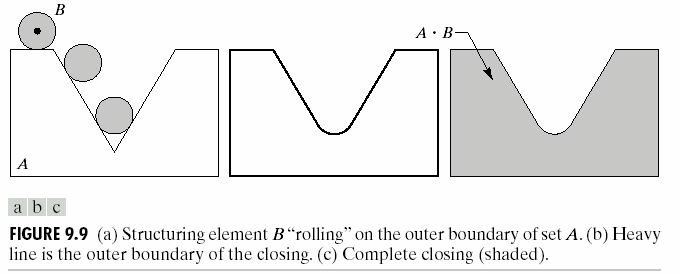 B
A · B
A
a b c
FIGURE 9.9 (a) Structuring element B “rolling” on the outer boundary of set A. (b) Heavy
line is the outer boundary of the closing. (c) Complete closing (shaded).